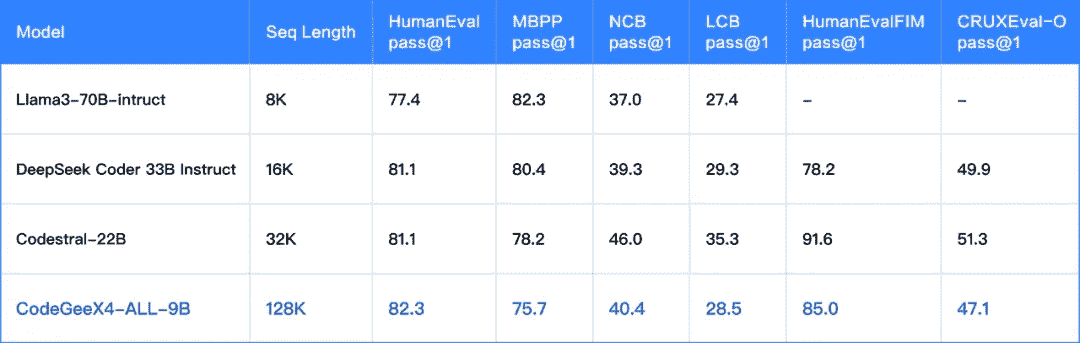 Model Seq Length HumanEval pass@1 MBPP pass@1 NCB pass@1 LCB pass@1 HumanEvalFIM pass@1 CRUXEval-O pass@1
Llama3-70B-intruct 8K 77.4 82.3 37.0 27.4 – –
DeepSeek Coder 33B Instruct 16K 81.1 80.4 39.3 29.3 78.2 49.9
Codestral-22B 32K 81.1 78.2 46.0 35.3 91.6 51.3
CodeGeeX4-ALL-9B 128K 82.3 75.7 40.4 28.5 85.0 47.1